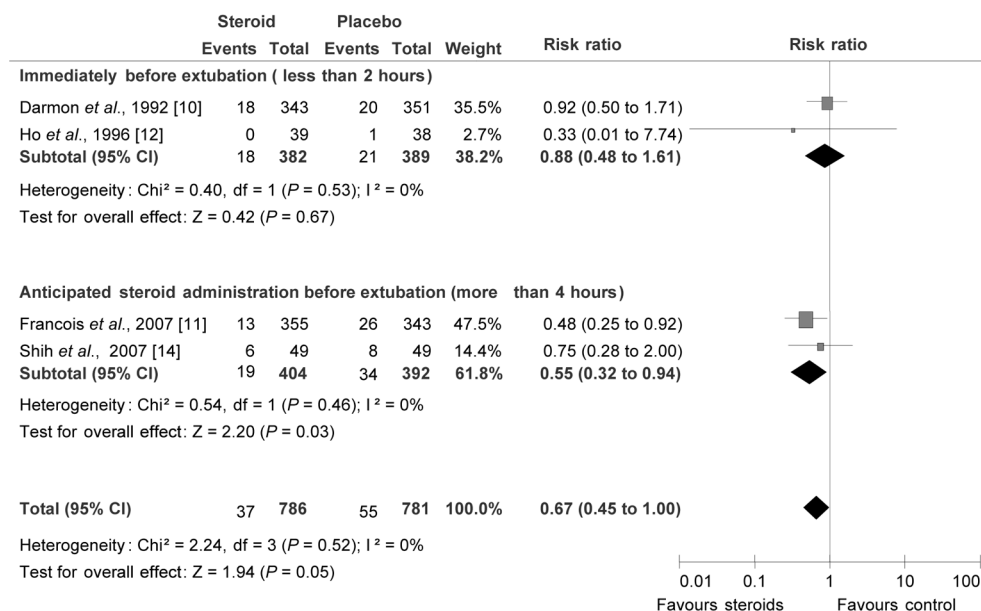 Steroid Placebo
Events Total Events Total Weight Risk ratio Risk ratio
Immediately before extubation ( less than 2 hours)
Darmon et al., 1992 [10] 18 343 20 351 35.5% 0.92 (0.50 to 1.71)
Ho et al., 1996 [12] 0 39 1 38 2.7% 0.33 (0.01 to 7.74)
Subtotal (95% CI) 18 382 21 389 38.2% 0.88 (0.48 to 1.61)
Heterogeneity: Chi² = 0.40, df = 1 (P = 0.53); I² = 0%
Test for overall effect: Z = 0.42 (P = 0.67)
Anticipated steroid administration before extubation (more than 4 hours)
Francois et al., 2007 [11] 13 355 26 343 47.5% 0.48 (0.25 to 0.92)
Shih et al., 2007 [14] 6 49 8 49 14.4% 0.75 (0.28 to 2.00)
Subtotal (95% CI) 19 404 34 392 61.8% 0.55 (0.32 to 0.94)
Heterogeneity: Chi² = 0.54, df = 1 (P = 0.46); I² = 0%
Test for overall effect: Z = 2.20 (P = 0.03)
Total (95% CI) 37 786 55 781 100.0% 0.67 (0.45 to 1.00)
Heterogeneity: Chi² = 2.24, df = 3 (P = 0.52); I² = 0%
Test for overall effect: Z = 1.94 (P = 0.05)
0.01 0.1 1 10 100
Favours steroids Favours control